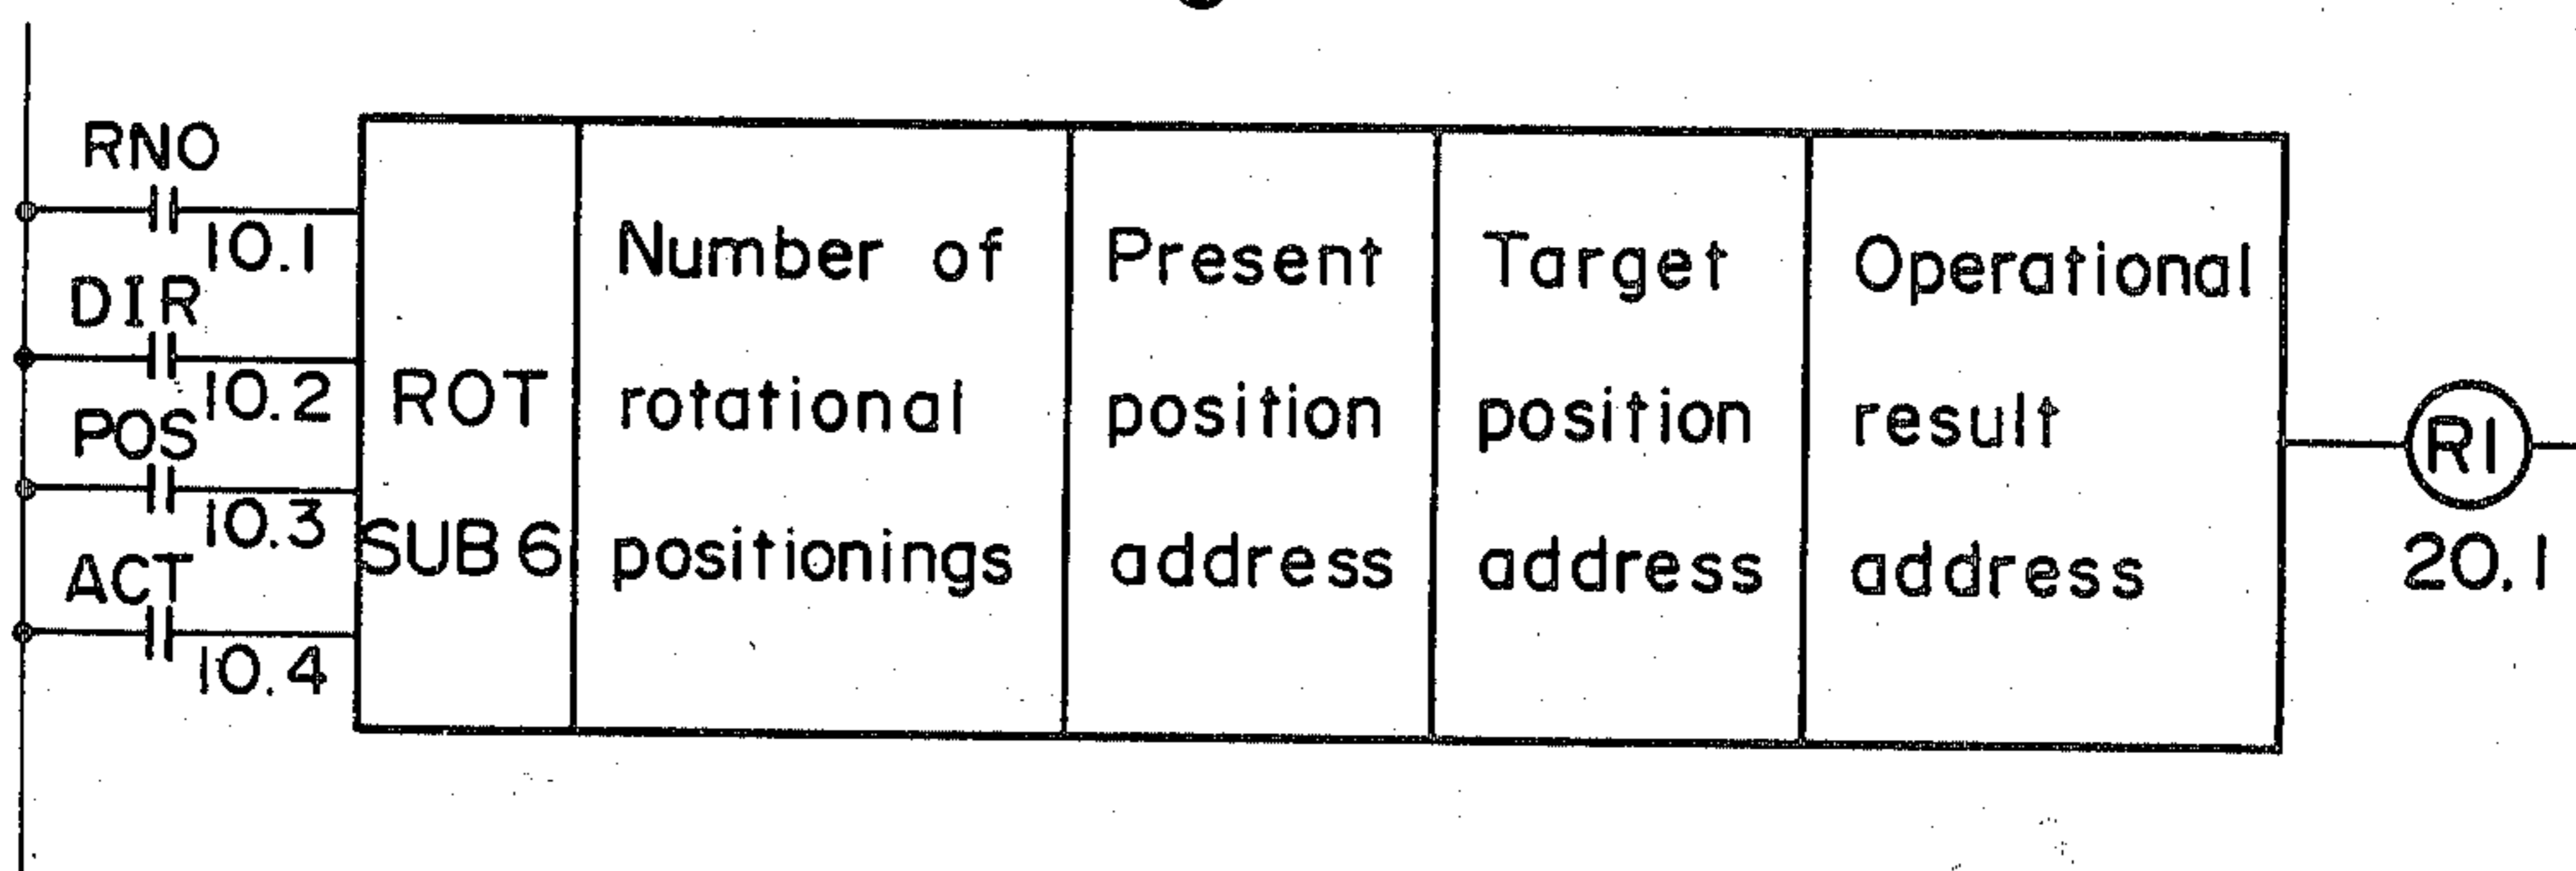 RNO
10.1
DIR
10.2
POS
10.3
ACT
10.4
ROT
SUB 6
Number of
rotational
positionings
Present
position
address
Target
position
address
Operational
result
address
R1
20.1